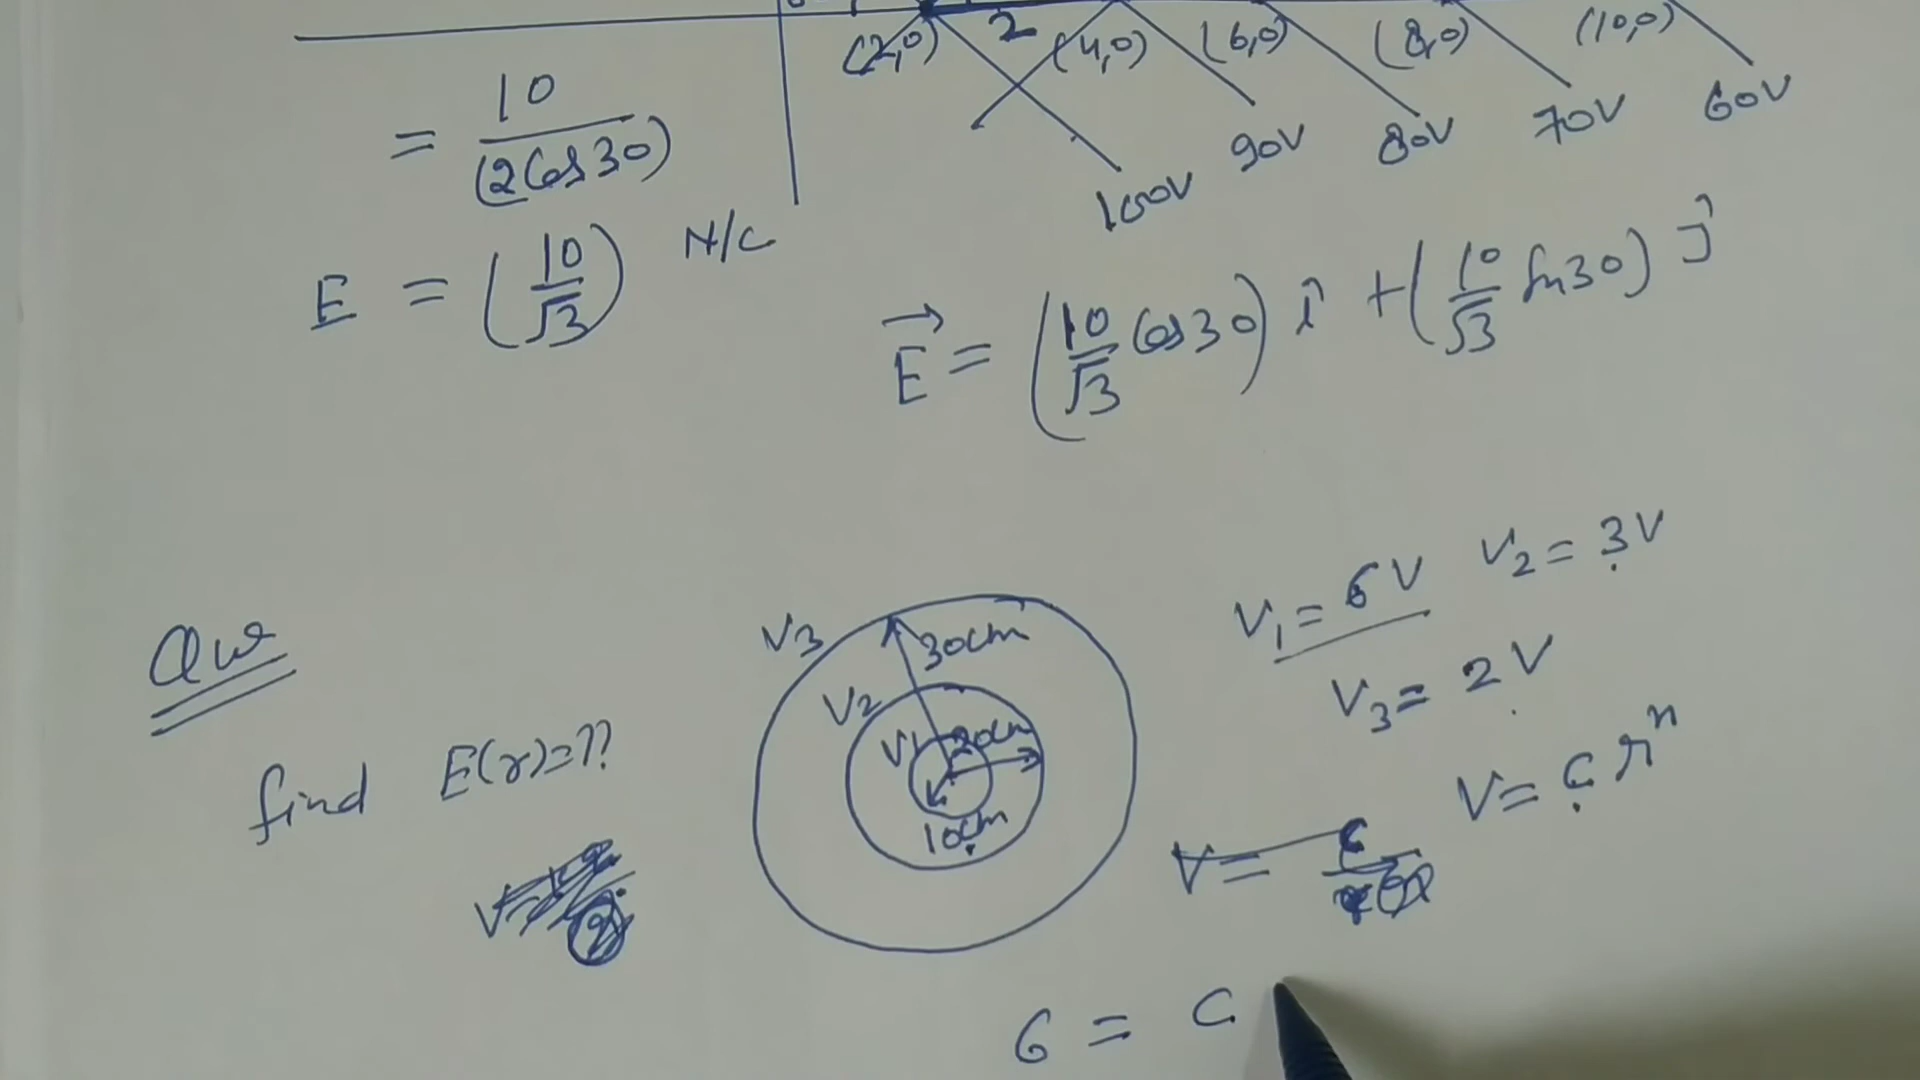 (2,0) 2 (4,0) (6,0) (8,0) (10,0)
= 10 / (2 Cos 30)
100V 90V 80V 70V 60V
E = (10/√3) N/C
E⃗ = (10/√3 Cos 30) î + (10/√3 Sin 30) ĵ
Qus
find E(r)=??
V3 30cm
V2 20cm
V1
10cm
V1 = 6V V2 = 3V
V3 = 2V
V = C r^n
6 = C